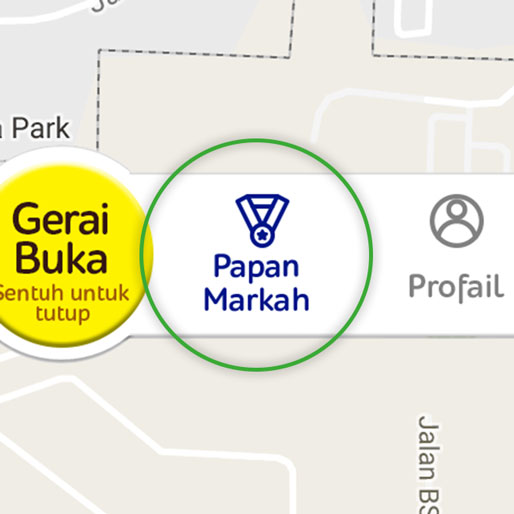 Park
Gerai
Buka
Sentuh untuk
tutup
Papan
Markah
Profail
Jalan BS